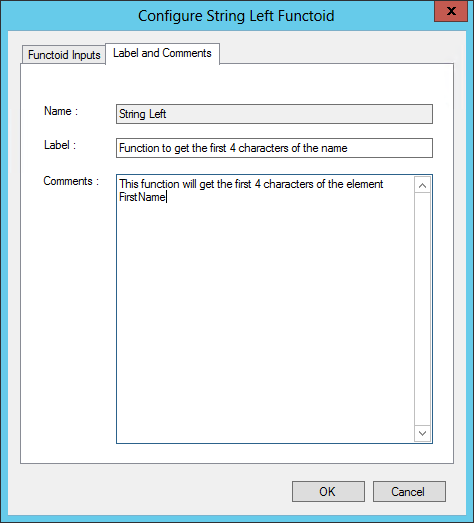 Configure String Left Functoid
x
Functoid Inputs
Label and Comments
Name :
String Left
Label :
Function to get the first 4 characters of the name
Comments :
This function will get the first 4 characters of the element
FirstName
OK
Cancel